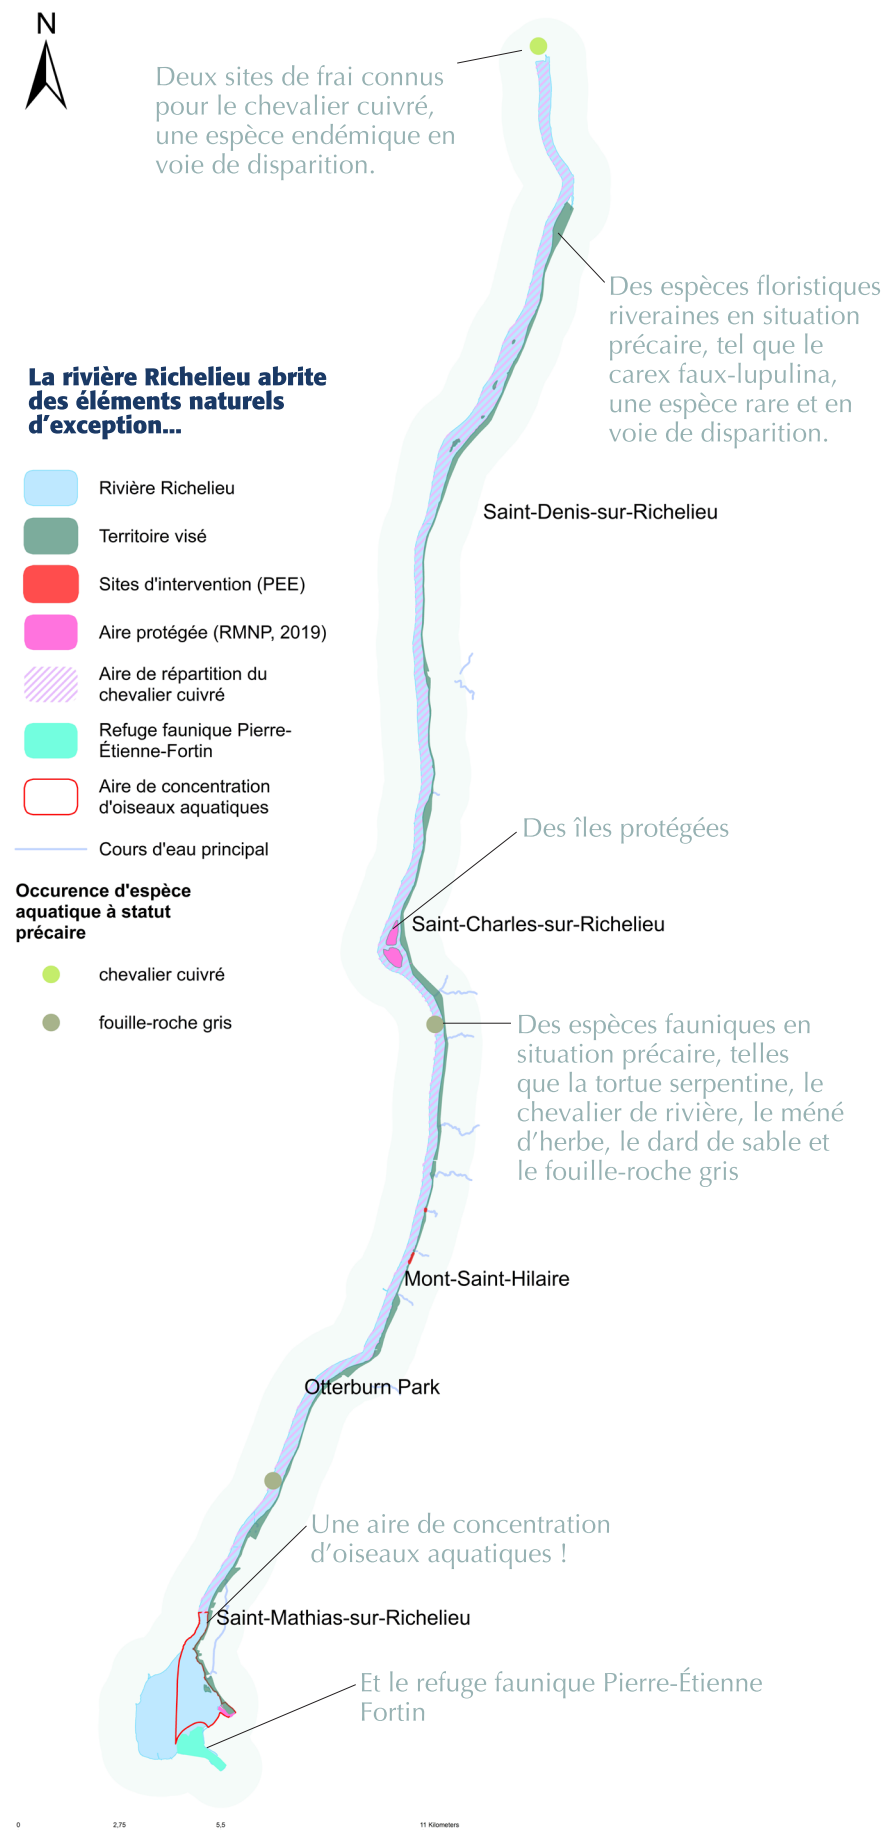 N
Deux sites de frai connus
pour le chevalier cuivré,
une espèce endémique en
voie de disparition.
Des espèces floristiques
riveraines en situation
précaire, tel que le
carex faux-lupulina,
une espèce rare et en
voie de disparition.
La rivière Richelieu abrite
des éléments naturels
d'exception...
Rivière Richelieu
Territoire visé
Sites d'intervention (PEE)
Aire protégée (RMNP, 2019)
Aire de répartition du
chevalier cuivré
Refuge faunique Pierre-
Étienne-Fortin
Aire de concentration
d'oiseaux aquatiques
Cours d'eau principal
Occurence d'espèce
aquatique à statut
précaire
chevalier cuivré
fouille-roche gris
Saint-Denis-sur-Richelieu
Des îles protégées
Saint-Charles-sur-Richelieu
Des espèces fauniques en
situation précaire, telles
que la tortue serpentine, le
chevalier de rivière, le méné
d'herbe, le dard de sable et
le fouille-roche gris
Mont-Saint-Hilaire
Otterburn Park
Une aire de concentration
d'oiseaux aquatiques !
Saint-Mathias-sur-Richelieu
Et le refuge faunique Pierre-Étienne
Fortin
0 2,75 5,5 11 Kilometers